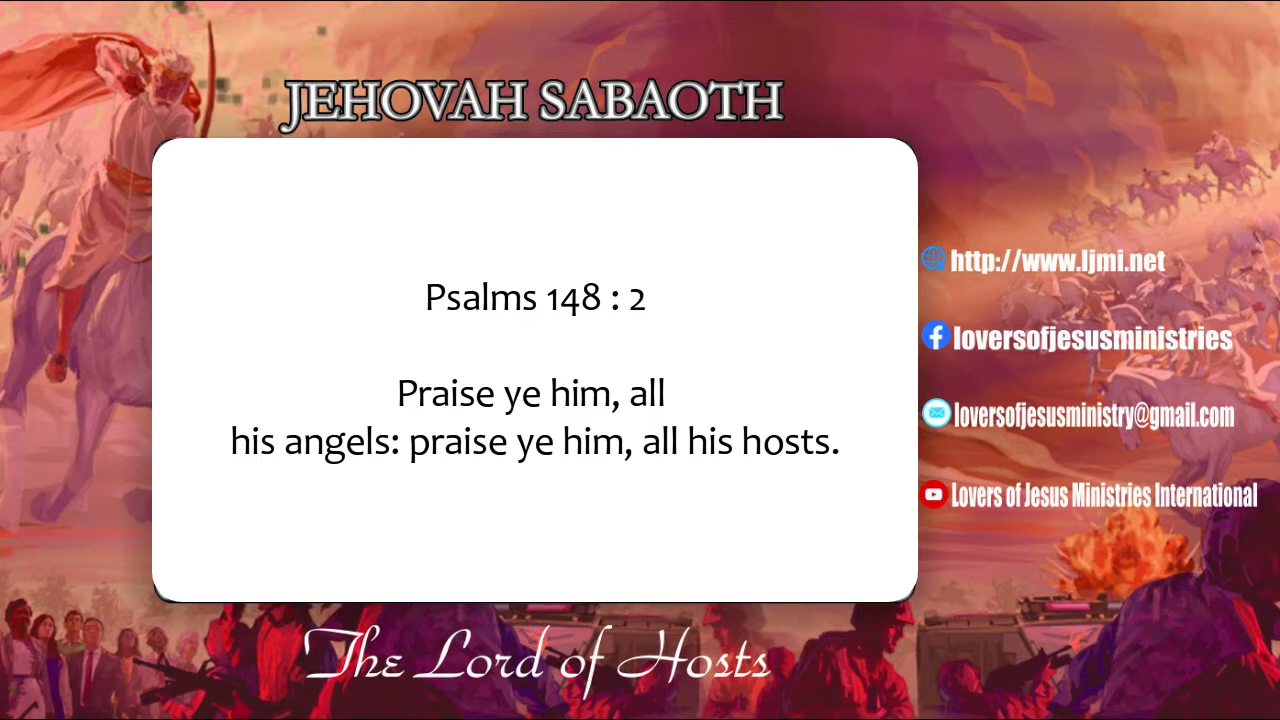 JEHOVAH SABAOTH
Psalms 148 : 2
Praise ye him, all
his angels: praise ye him, all his hosts.
The Lord of Hosts
http://www.ljmi.net
loversofjesusministries
loversofjesusministry@gmail.com
Lovers of Jesus Ministries International